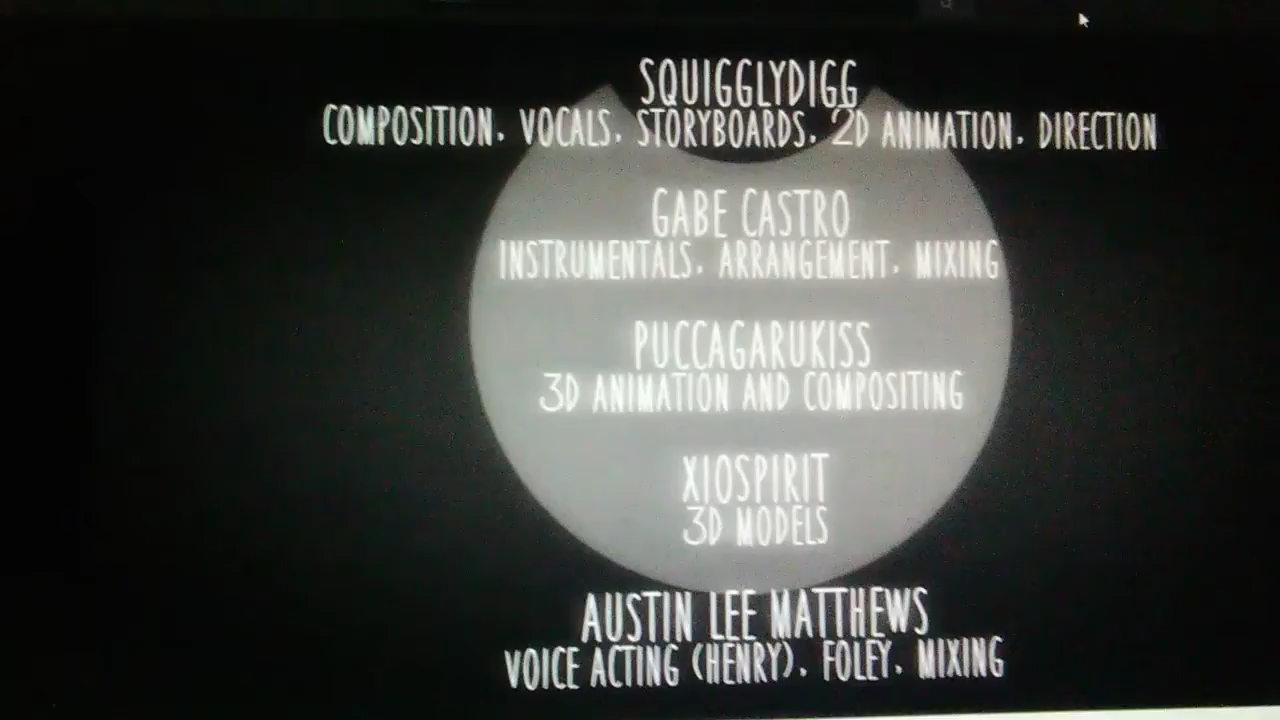 SQUIGGLYDIGG
COMPOSITION, VOCALS, STORYBOARDS, 2D ANIMATION, DIRECTION
GABE CASTRO
INSTRUMENTALS, ARRANGEMENT, MIXING
PUCCAGARUKISS
3D ANIMATION AND COMPOSITING
XIOSPIRIT
3D MODELS
AUSTIN LEE MATTHEWS
VOICE ACTING (HENRY), FOLEY, MIXING